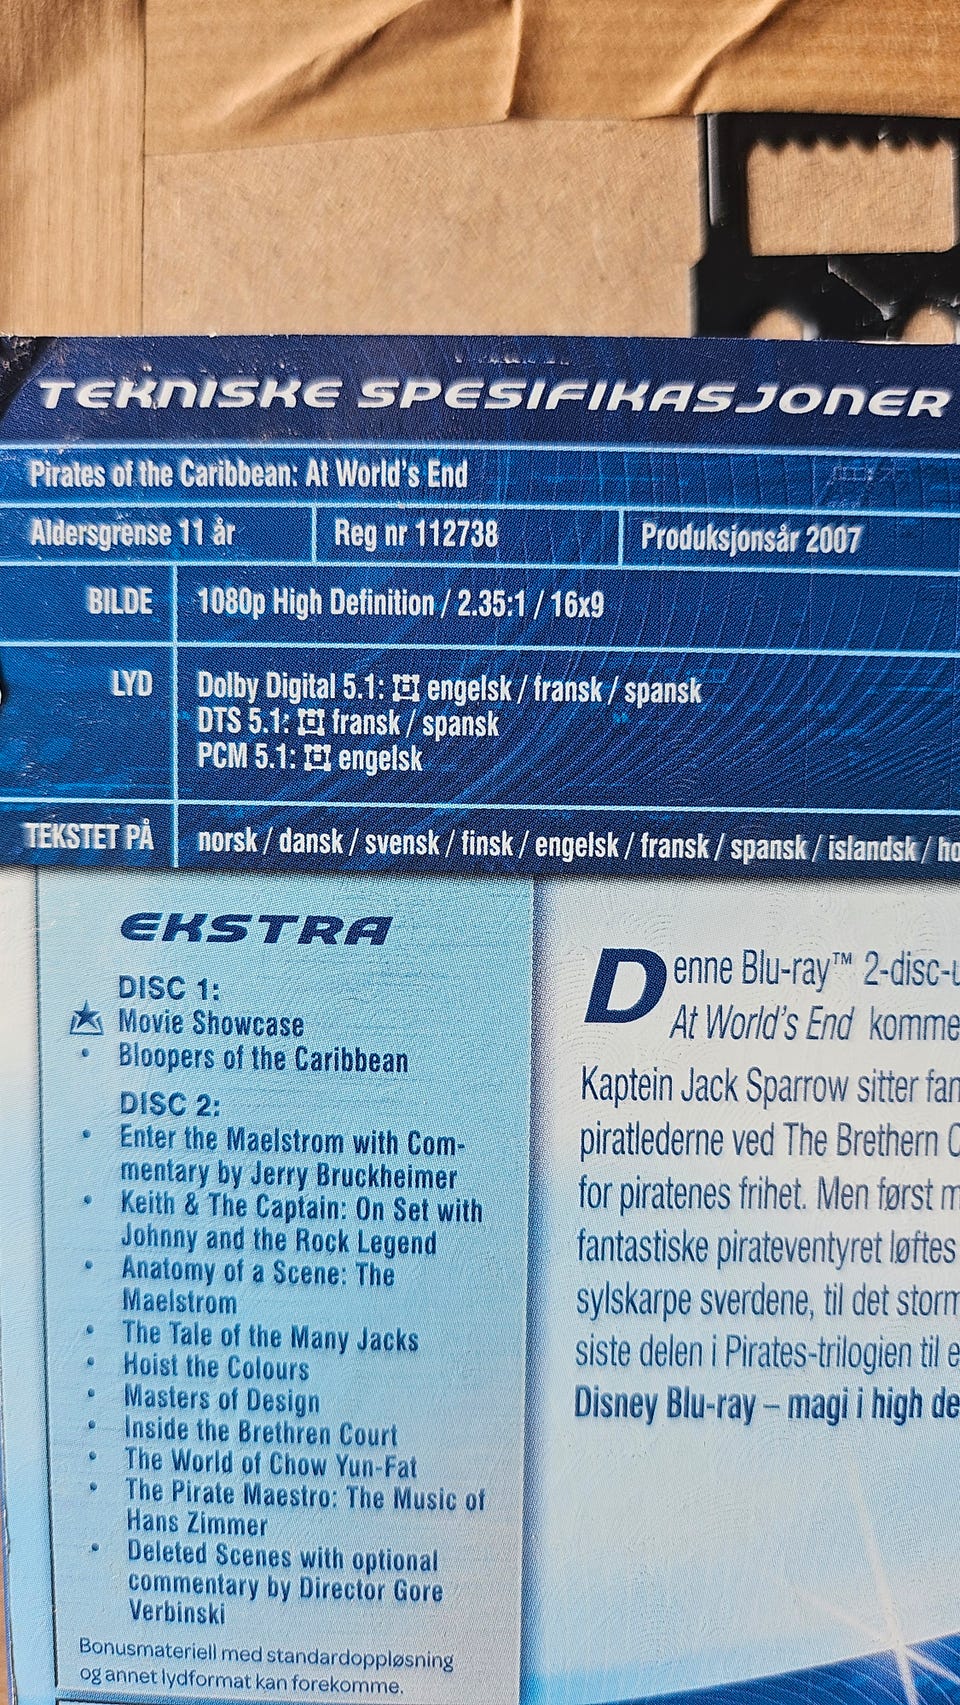 TEKNISKE SPESIFIKASJONER
Pirates of the Caribbean: At World's End
Aldersgrense 11 år
Reg nr 112738
Produksjonsår 2007
BILDE
1080p High Definition / 2.35:1 / 16x9
LYD
Dolby Digital 5.1: engelsk / fransk / spansk
DTS 5.1: fransk / spansk
PCM 5.1: engelsk
TEKSTET PÅ
norsk / dansk / svensk / finsk / engelsk / fransk / spansk / islandsk /
EKSTRA
DISC 1:
Movie Showcase
• Bloopers of the Caribbean
DISC 2:
• Enter the Maelstrom with Com-
mentary by Jerry Bruckheimer
• Keith & The Captain: On Set with
Johnny and the Rock Legend
• Anatomy of a Scene: The
Maelstrom
• The Tale of the Many Jacks
• Hoist the Colours
• Masters of Design
• Inside the Brethren Court
• The World of Chow Yun-Fat
• The Pirate Maestro: The Music of
Hans Zimmer
• Deleted Scenes with optional
commentary by Director Gore
Verbinski
Bonusmateriell med standardoppløsning
og annet lydformat kan forekomme.
Denne Blu-ray™ 2-disc-
At World's End
Kaptein Jack Sparrow sitter
piratlederne ved The Brethern
for piratenes frihet. Men først
fantastiske pirateventyret løftes
sylskarpe sverdene, til det
siste delen i Pirates-trilogien til
Disney Blu-ray – magi i high